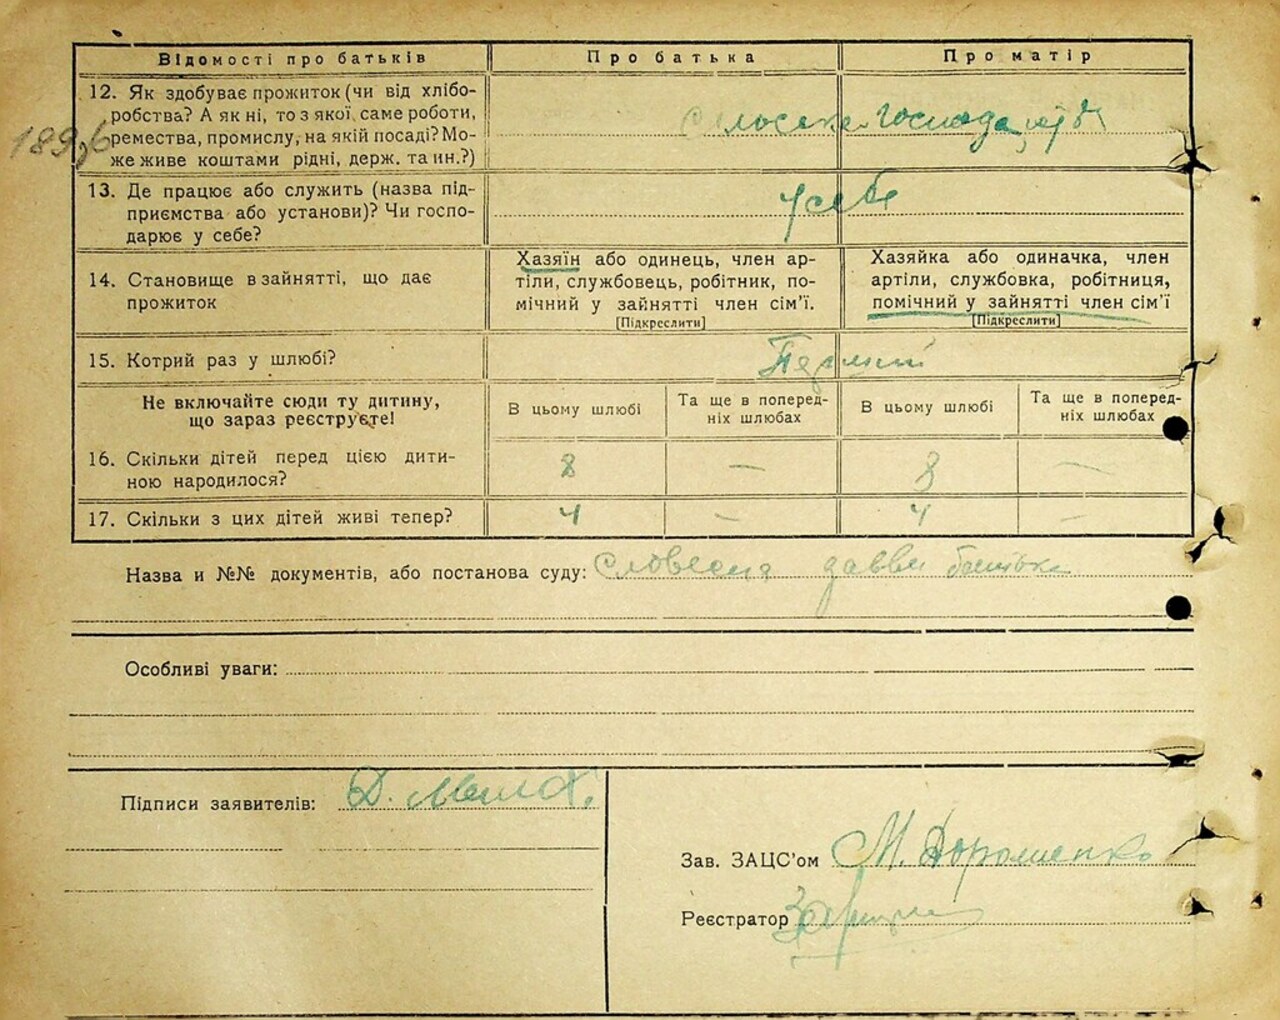 Відомості про батьків
Про батька
Про матір
12. Як здобуває прожиток (чи від хлібо-
робства? А як ні, то з якої саме роботи,
ремества, промислу, на якій посаді? Мо-
же живе коштами рідні, держ. та ин.?)
13. Де працює або служить (назва під-
приємства або установи)? Чи госпо-
дарює у себе?
у себе
14. Становище в зайнятті, що дає
прожиток
Хазяїн або одинець, член ар-
тіли, службовець, робітник, по-
мічний у зайнятті член сім'ї.
[Підкреслити]
Хазяйка або одиначка, член
артіли, службовка, робітниця,
помічний у зайнятті член сім'ї
[Підкреслити]
15. Котрий раз у шлюбі?
Не включайте сюди ту дитину,
що зараз реєструєте!
В цьому шлюбі
Та ще в поперед-
ніх шлюбах
В цьому шлюбі
Та ще в поперед-
ніх шлюбах
16. Скільки дітей перед цією дити-
ною народилося?
8 — 8 —
17. Скільки з цих дітей живі тепер?
4 — 4 —
Назва и №№ документів, або постанова суду: Словесня
Особливі уваги:
Підписи заявителів: Д.
Зав. ЗАЦС'ом М. Дорошенко
Реєстратор